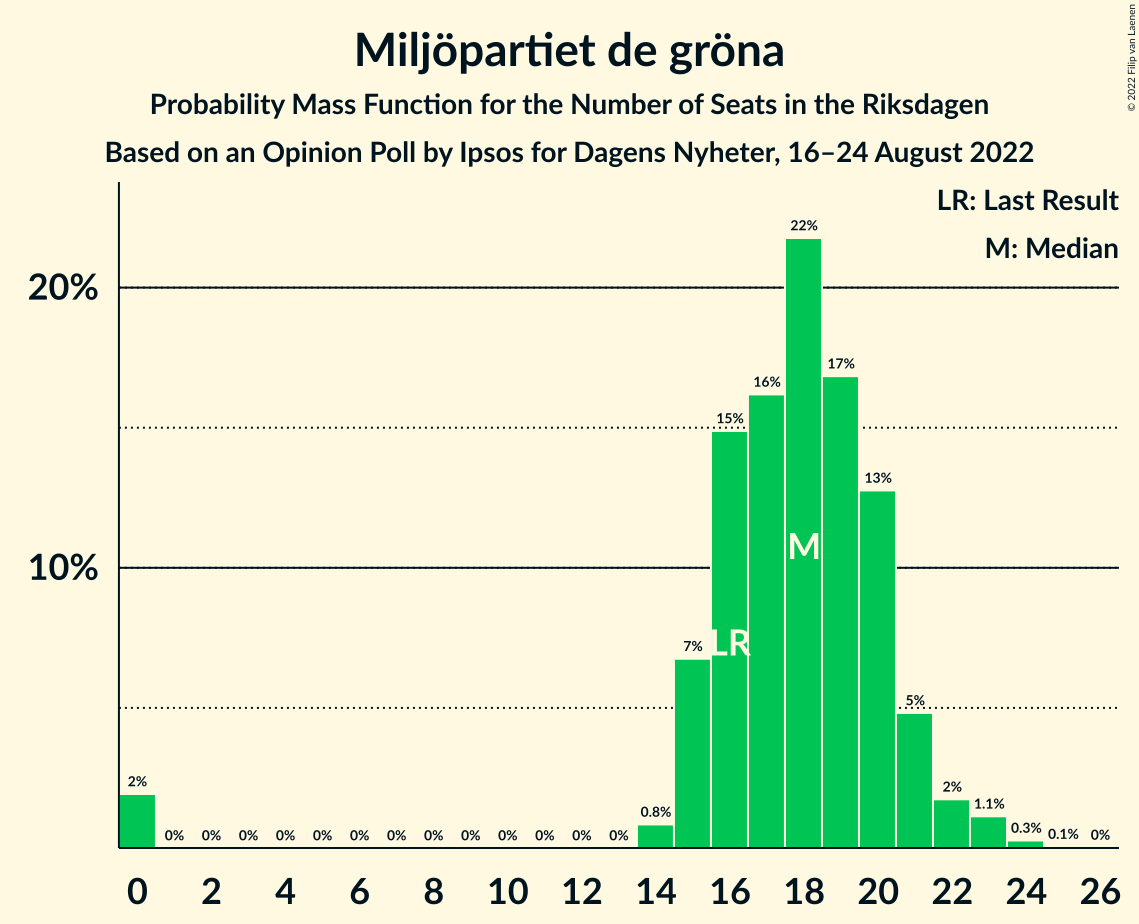 Miljöpartiet de gröna
Probability Mass Function for the Number of Seats in the Riksdagen
Based on an Opinion Poll by Ipsos for Dagens Nyheter, 16–24 August 2022
© 2022 Filip van Laenen
LR: Last Result
M: Median
20%
10%
2% 0% 0% 0% 0% 0% 0% 0% 0% 0% 0% 0% 0% 0% 0.8% 7% 15% 16% 22% 17% 13% 5% 2% 1.1% 0.3% 0.1% 0%
LR
M
0 2 4 6 8 10 12 14 16 18 20 22 24 26